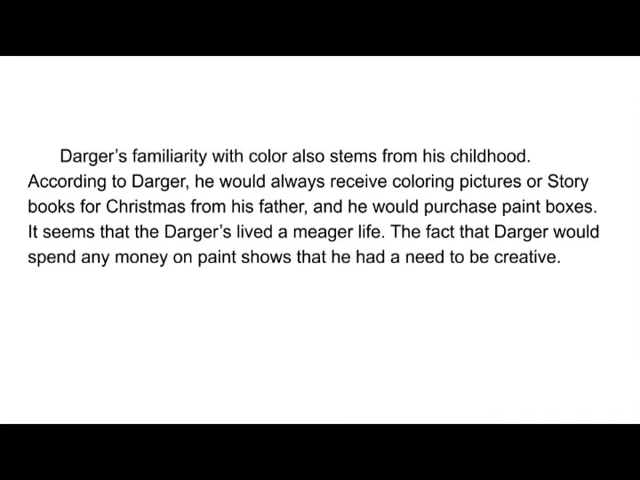 Darger’s familiarity with color also stems from his childhood.
According to Darger, he would always receive coloring pictures or Story
books for Christmas from his father, and he would purchase paint boxes.
It seems that the Darger’s lived a meager life. The fact that Darger would
spend any money on paint shows that he had a need to be creative.